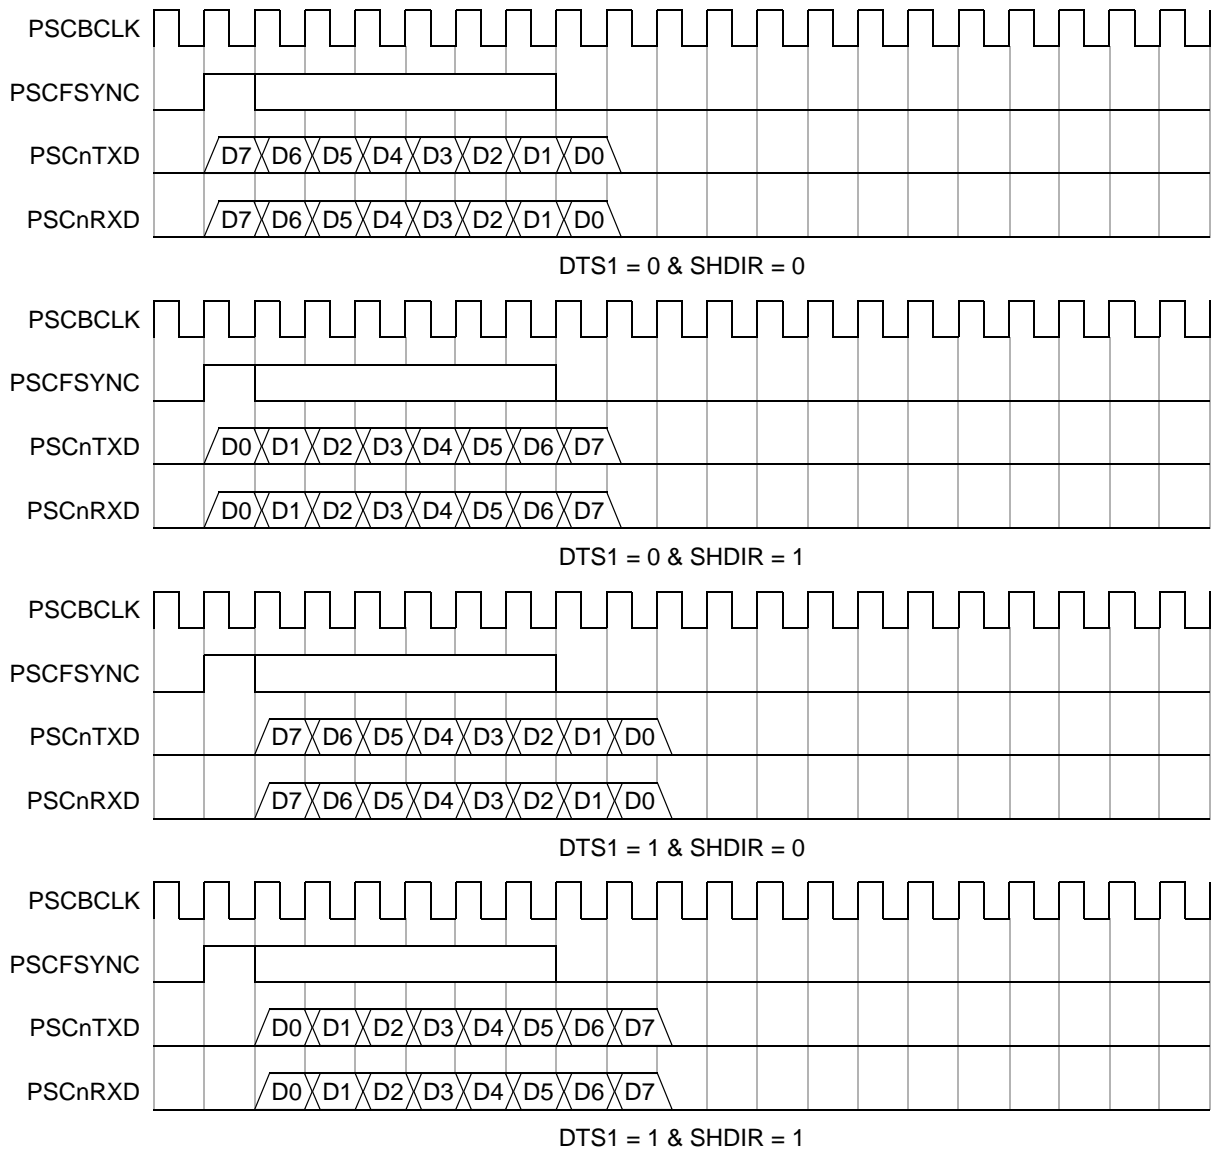 PSCBCLK
PSCFSYNC
PSCnTXD D7 D6 D5 D4 D3 D2 D1 D0
PSCnRXD D7 D6 D5 D4 D3 D2 D1 D0
DTS1 = 0 & SHDIR = 0
PSCBCLK
PSCFSYNC
PSCnTXD D0 D1 D2 D3 D4 D5 D6 D7
PSCnRXD D0 D1 D2 D3 D4 D5 D6 D7
DTS1 = 0 & SHDIR = 1
PSCBCLK
PSCFSYNC
PSCnTXD D7 D6 D5 D4 D3 D2 D1 D0
PSCnRXD D7 D6 D5 D4 D3 D2 D1 D0
DTS1 = 1 & SHDIR = 0
PSCBCLK
PSCFSYNC
PSCnTXD D0 D1 D2 D3 D4 D5 D6 D7
PSCnRXD D0 D1 D2 D3 D4 D5 D6 D7
DTS1 = 1 & SHDIR = 1